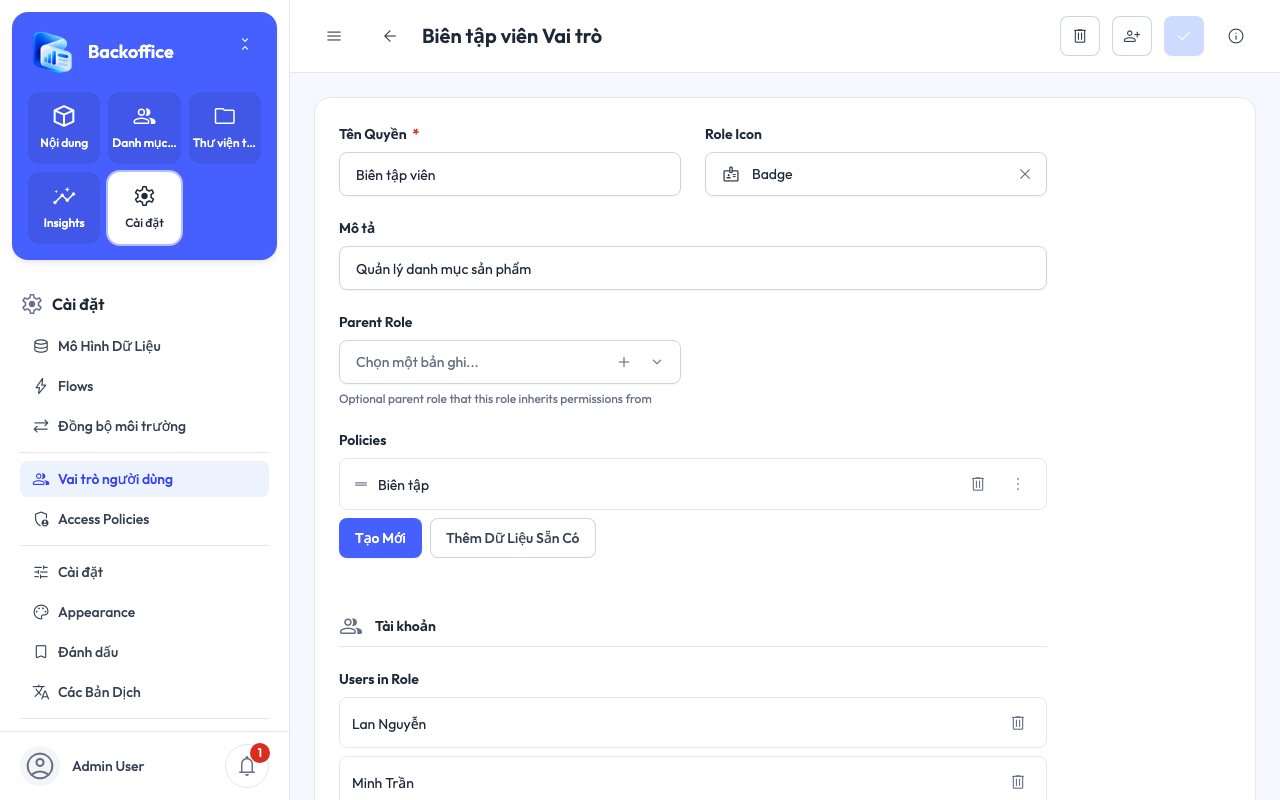 Backoffice
Nội dung
Danh mục...
Thư viện t...
Insights
Cài đặt
Cài đặt
Mô Hình Dữ Liệu
Flows
Đồng bộ môi trường
Vai trò người dùng
Access Policies
Cài đặt
Appearance
Đánh dấu
Các Bản Dịch
Admin User
1
Biên tập viên Vai trò
Tên Quyền *
Role Icon
Biên tập viên
Badge
Mô tả
Quản lý danh mục sản phẩm
Parent Role
Chọn một bản ghi...
Optional parent role that this role inherits permissions from
Policies
Biên tập
Tạo Mới
Thêm Dữ Liệu Sẵn Có
Tài khoản
Users in Role
Lan Nguyễn
Minh Trần